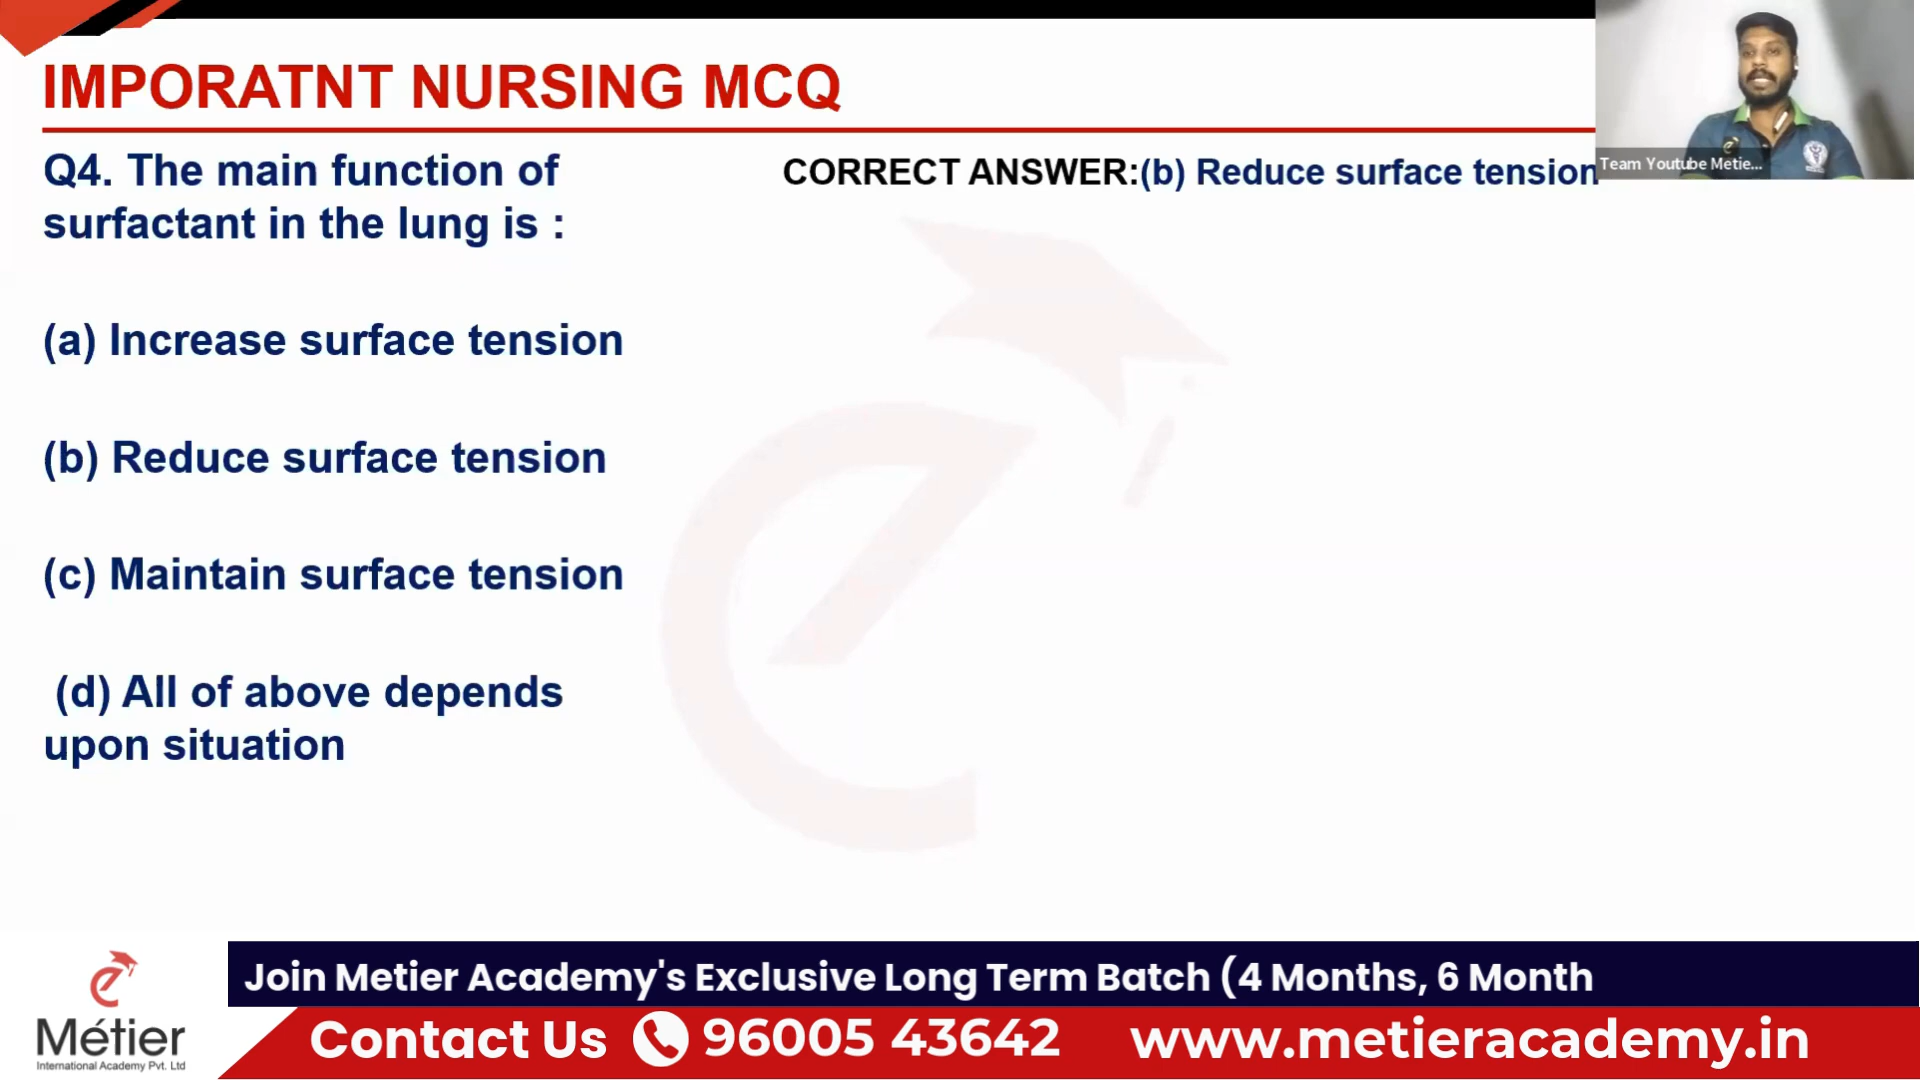 IMPORATNT NURSING MCQ
Q4. The main function of
surfactant in the lung is :
(a) Increase surface tension
(b) Reduce surface tension
(c) Maintain surface tension
(d) All of above depends
upon situation
CORRECT ANSWER:(b) Reduce surface tension
Team Youtube Metie...
Join Metier Academy's Exclusive Long Term Batch (4 Months, 6 Month
Métier
International Academy Pvt. Ltd
Contact Us 96005 43642 www.metieracademy.in